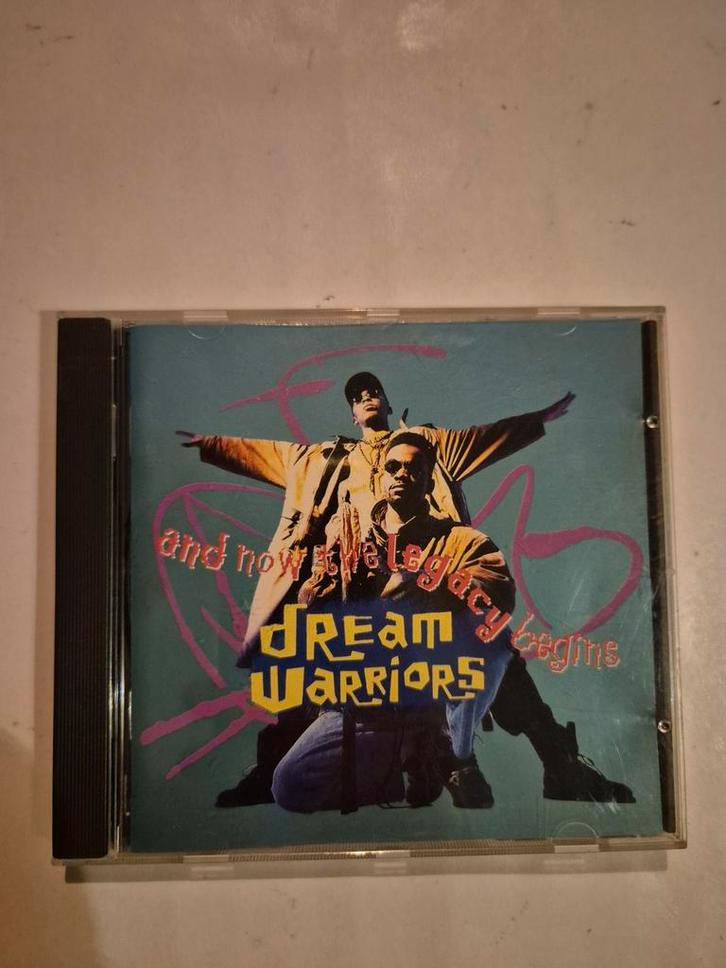 and now the legacy begins
dREam
WaRRiORS